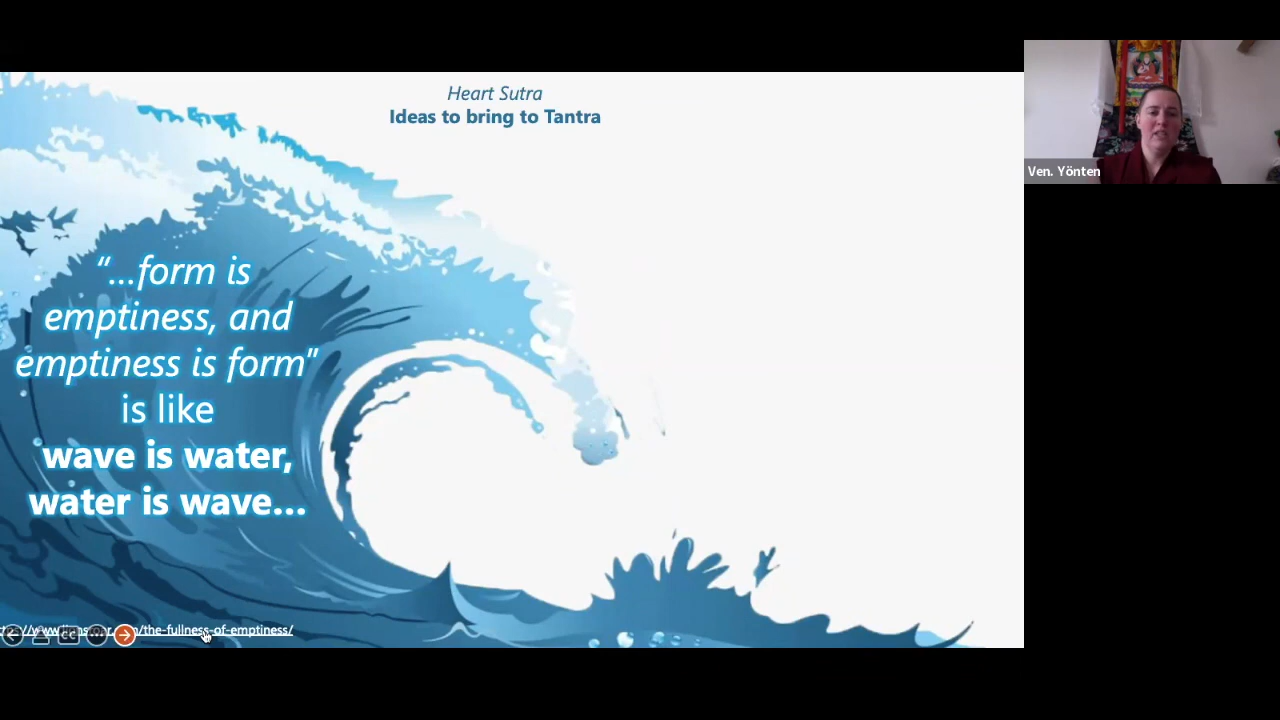 Heart Sutra
Ideas to bring to Tantra
Ven. Yönten
“…form is
emptiness, and
emptiness is form”
is like
wave is water,
water is wave…
/the-fullness-of-emptiness/
CC